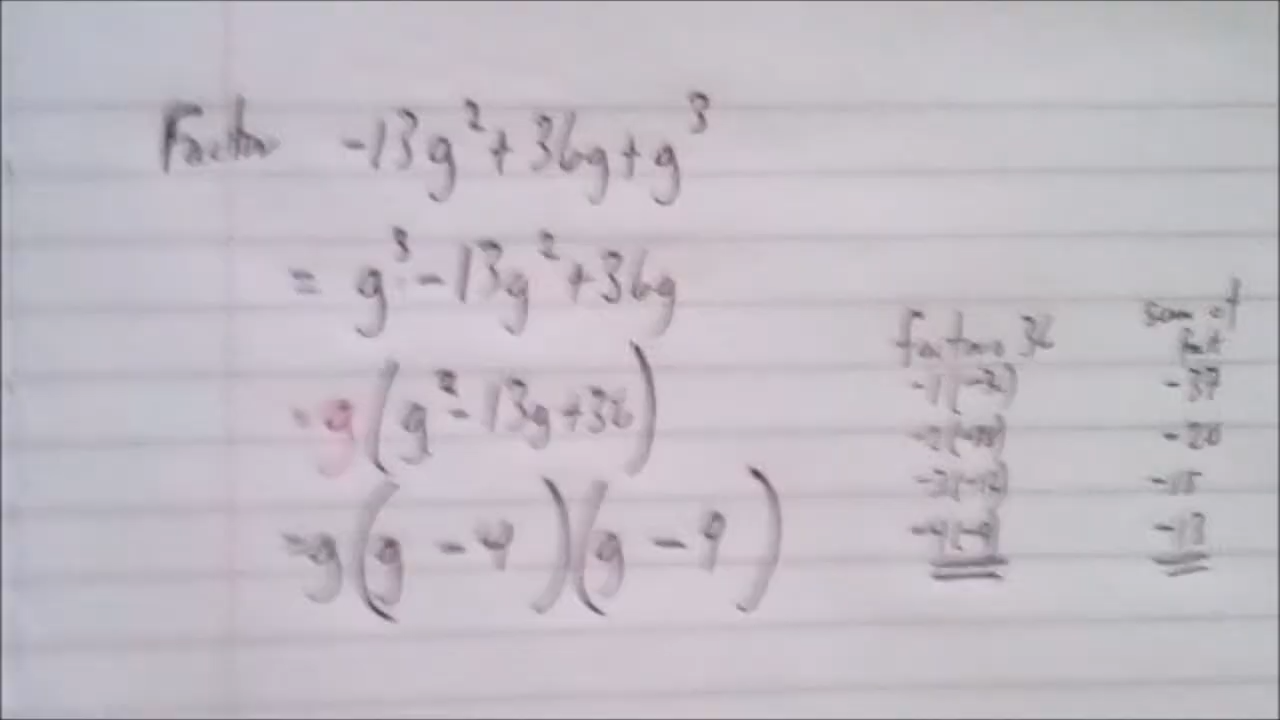 Factor -13g² + 36g + g³
= g³ - 13g² + 36g
= g(g² - 13g + 36)
= g(g - 4)(g - 9)
factors 36
-1(-36)
-2(-18)
-3(-12)
-4(-9)
sum of
fact
-37
-20
-15
-13